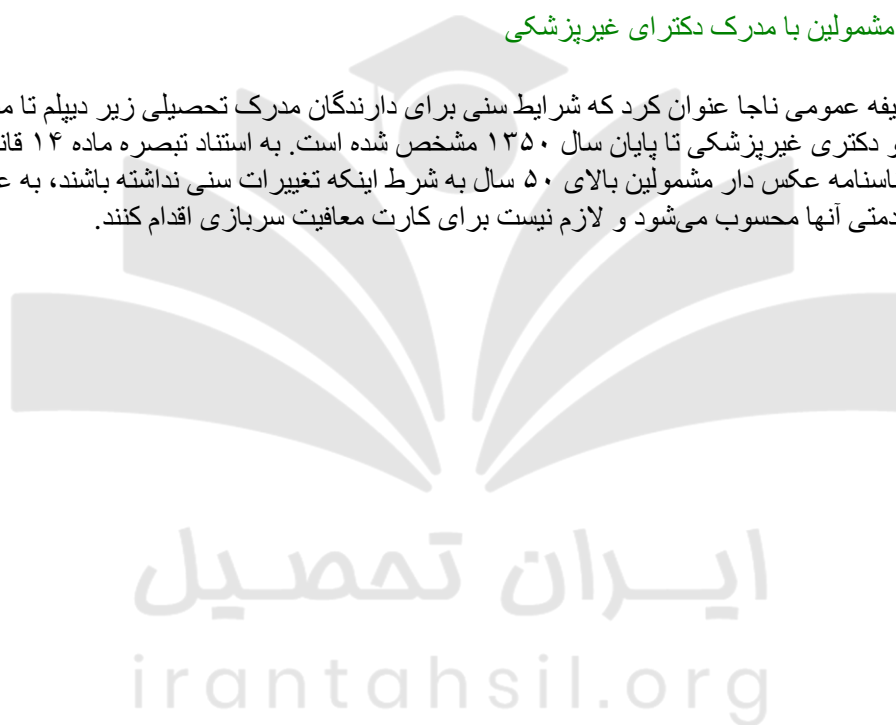 مشمولین با مدرک دکترای غیرپزشکی
یفه عمومی ناجا عنوان کرد که شرایط سنی برای دارندگان مدرک تحصیلی زیر دیپلم تا م
و دکتری غیرپزشکی تا پایان سال ۱۳۵۰ مشخص شده است. به استناد تبصره ماده ۱۴ قان
اسنامه عکس دار مشمولین بالای ۵۰ سال به شرط اینکه تغییرات سنی نداشته باشند، به ع
دمتی آنها محسوب می‌شود و لازم نیست برای کارت معافیت سربازی اقدام کنند.
ایران تحصیل
irantahsil.org